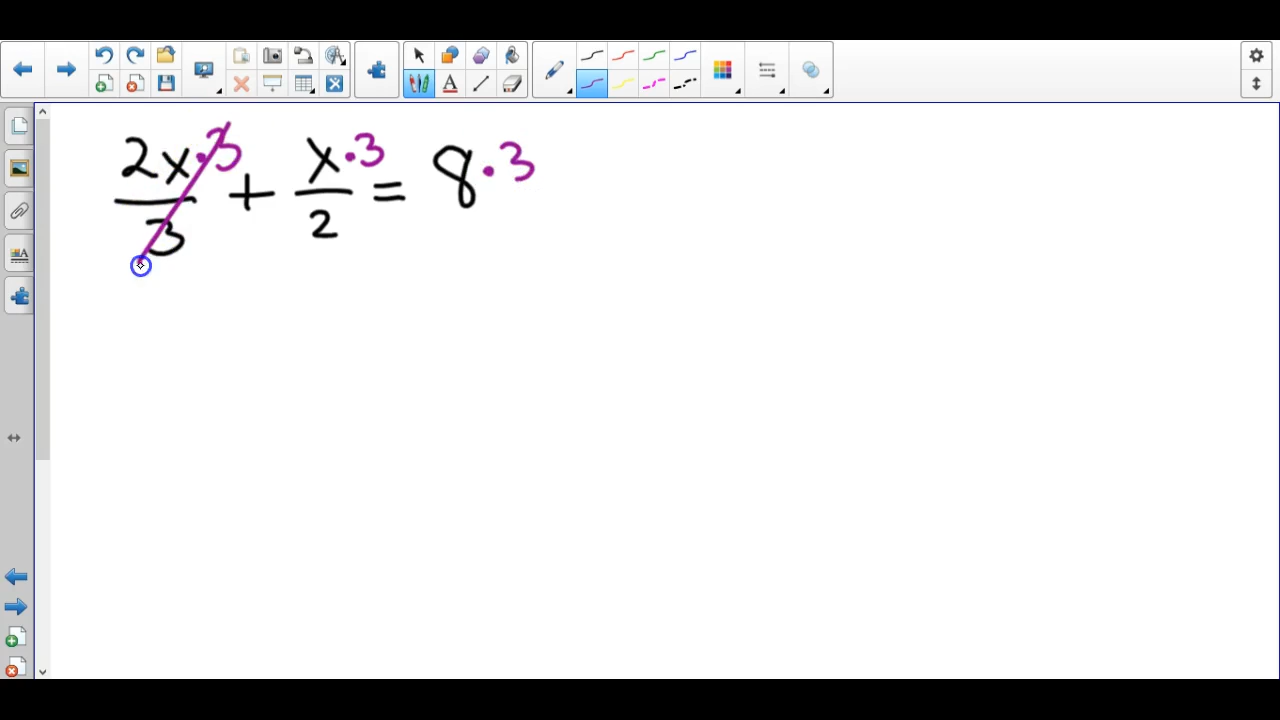 2x·3/3 + x·3/2 = 8·3